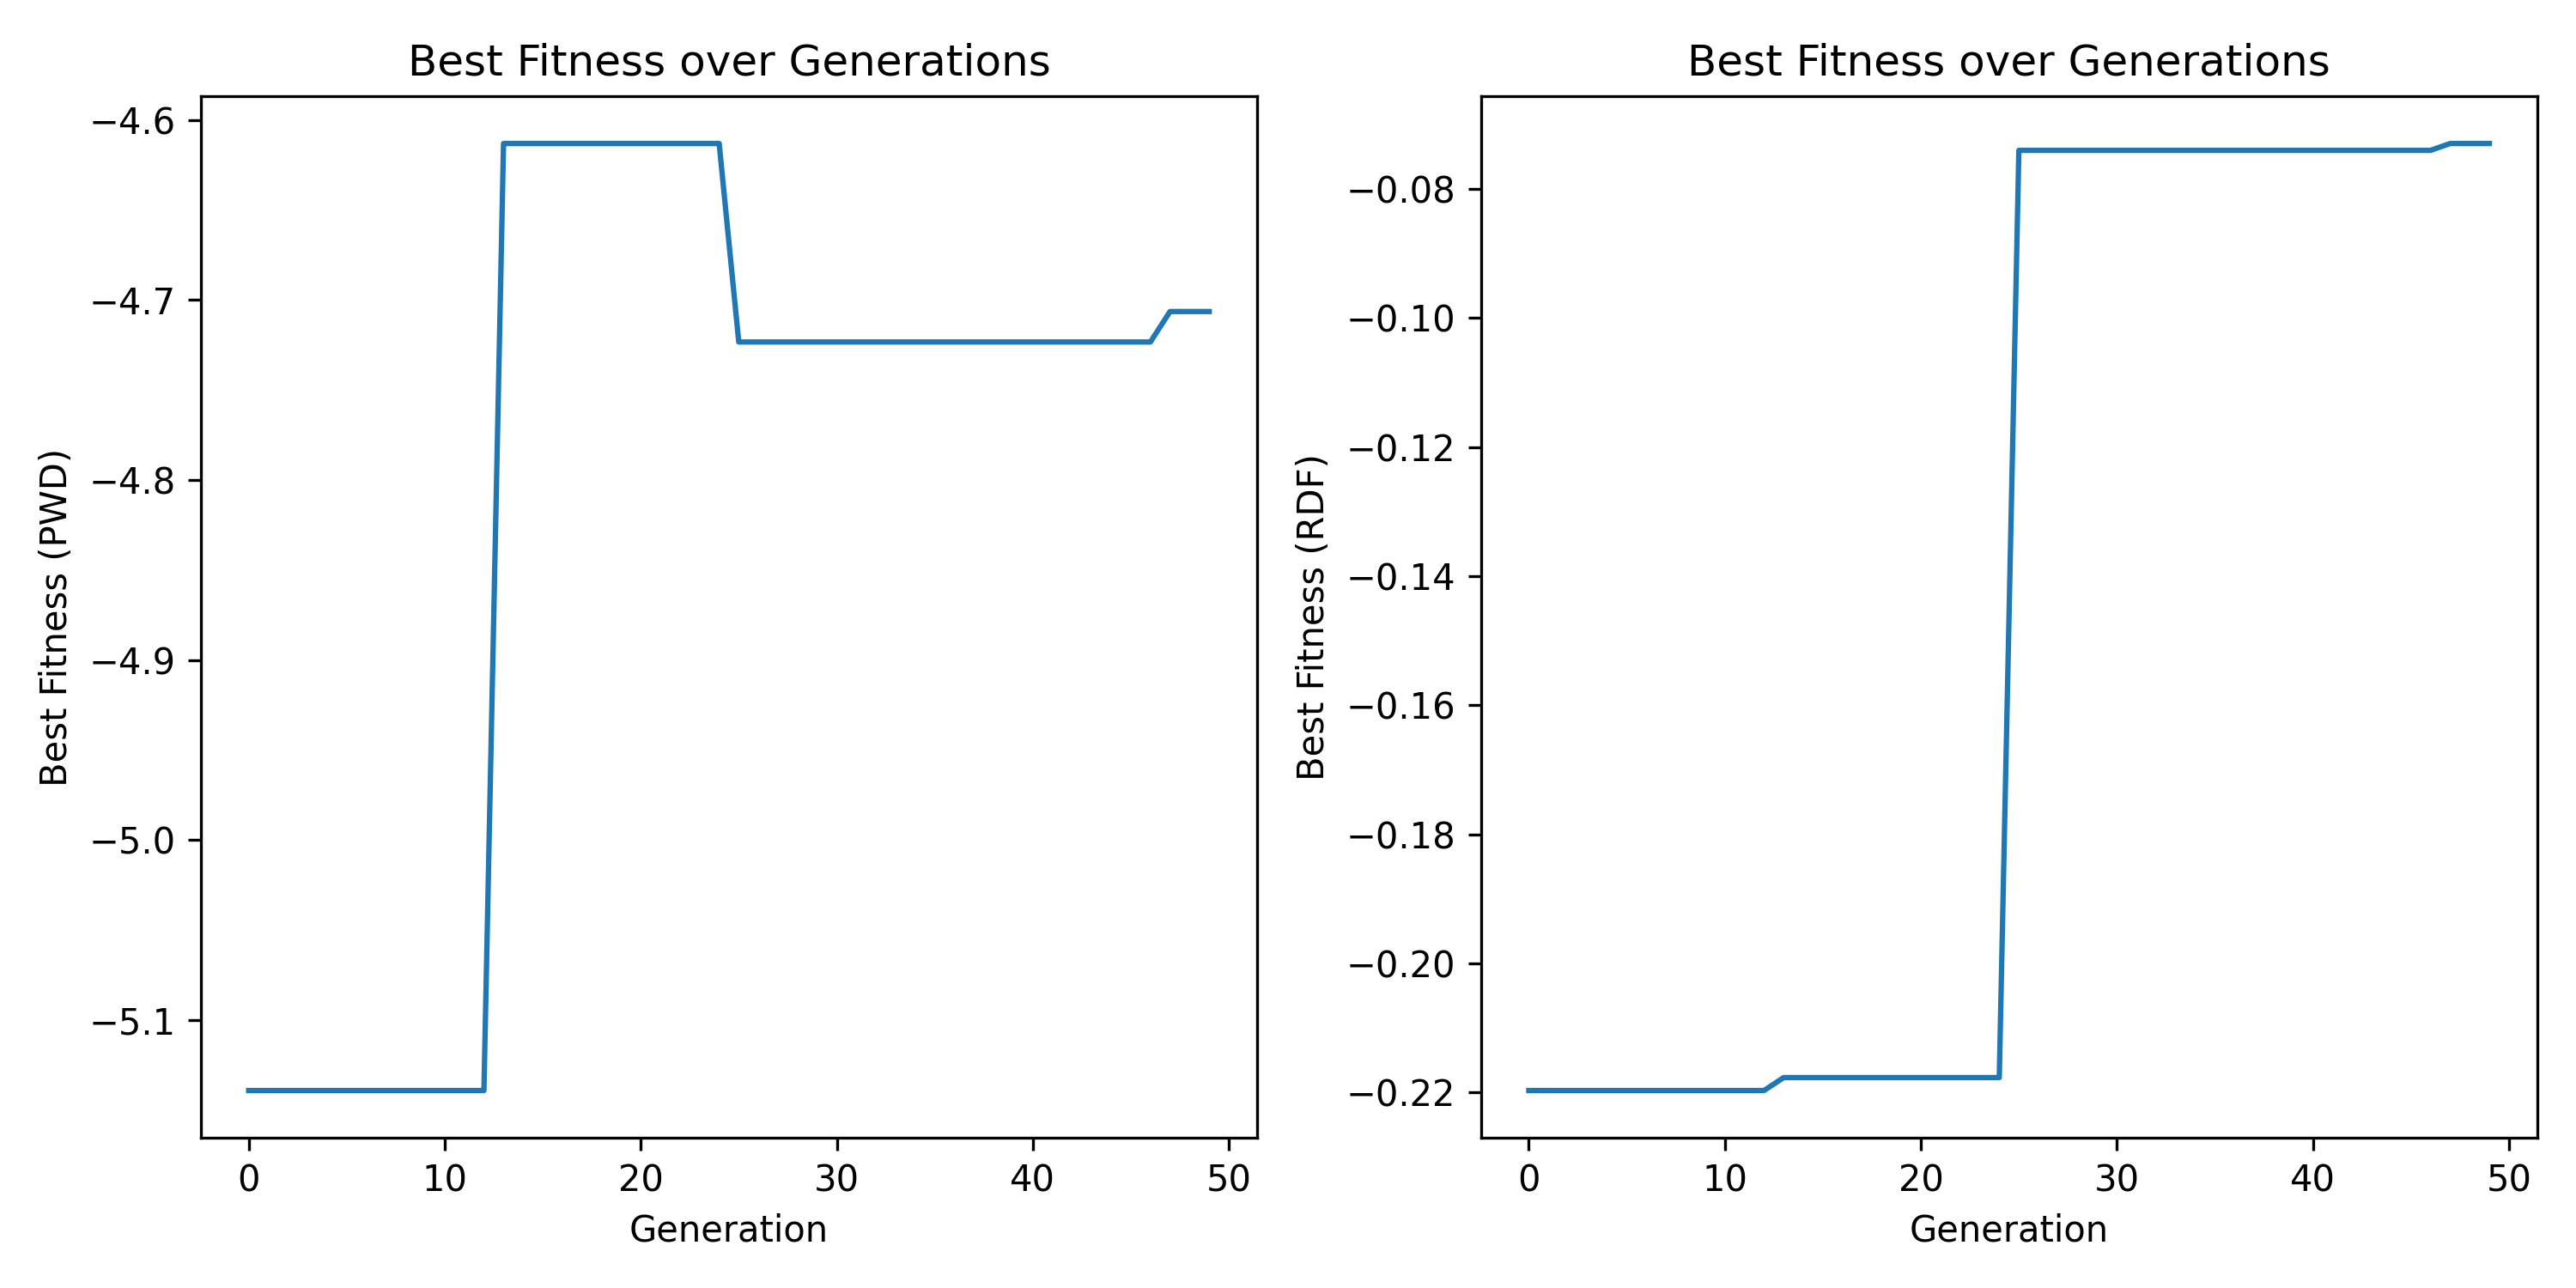 Best Fitness over Generations
Best Fitness (PWD)
−4.6
−4.7
−4.8
−4.9
−5.0
−5.1
0 10 20 30 40 50
Generation
Best Fitness over Generations
Best Fitness (RDF)
−0.08
−0.10
−0.12
−0.14
−0.16
−0.18
−0.20
−0.22
0 10 20 30 40 50
Generation